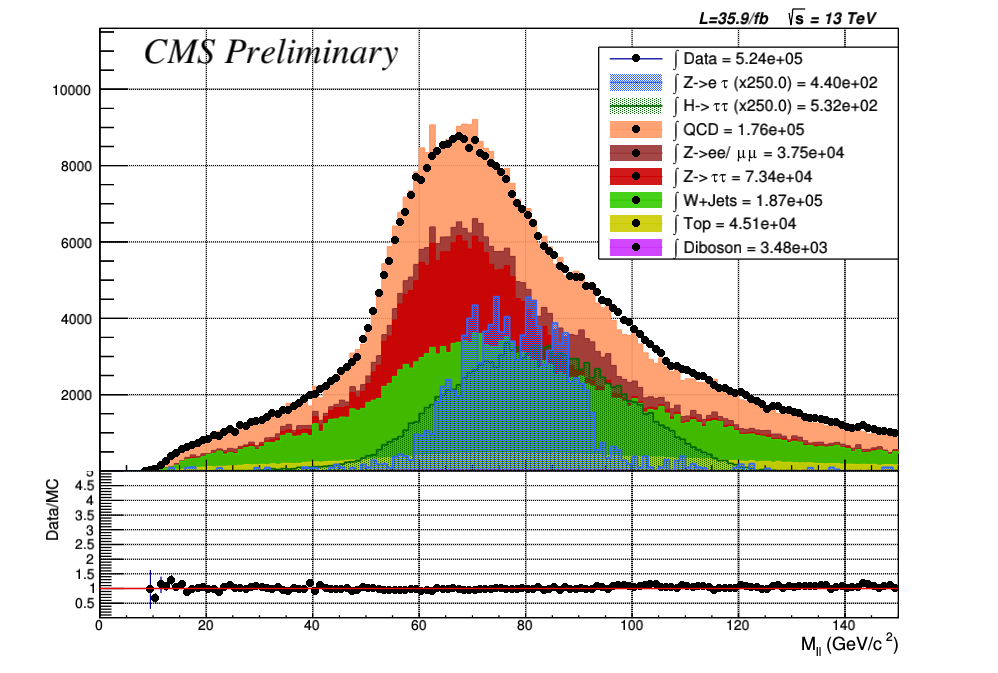 L=35.9/fb √s = 13 TeV
CMS Preliminary
∫ Data = 5.24e+05
∫ Z->e τ (x250.0) = 4.40e+02
∫ H-> ττ (x250.0) = 5.32e+02
∫ QCD = 1.76e+05
∫ Z->ee/ μμ = 3.75e+04
∫ Z-> ττ = 7.34e+04
∫ W+Jets = 1.87e+05
∫ Top = 4.51e+04
∫ Diboson = 3.48e+03
10000
8000
6000
4000
2000
Data/MC
4.5
4
3.5
3
2.5
2
1.5
1
0.5
0 20 40 60 80 100 120 140
M_ll (GeV/c²)